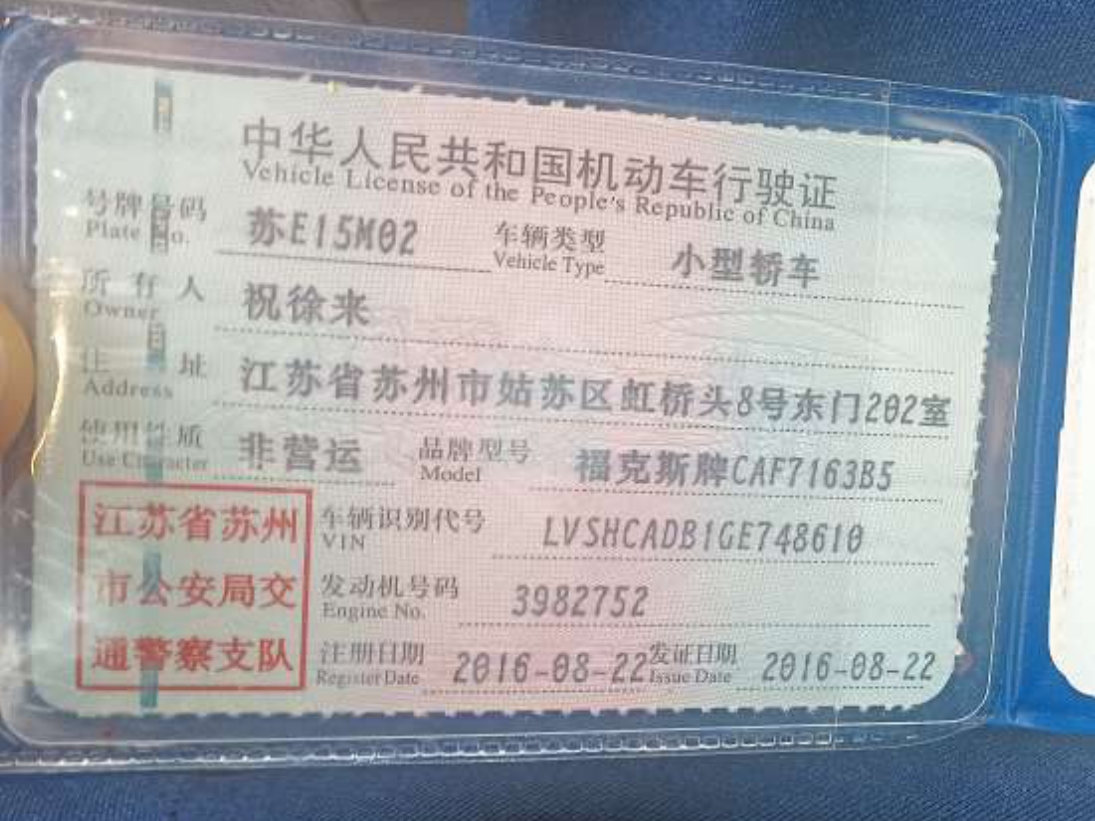 中华人民共和国机动车行驶证
Vehicle License of the People's Republic of China
号牌号码 苏E15M02 车辆类型 小型轿车
Plate No. Vehicle Type
所有人 祝徐来
Owner
住址 江苏省苏州市姑苏区虹桥头8号东门202室
Address
使用性质 非营运 品牌型号 福克斯牌CAF7163B5
Use Character Model
江苏省苏州 车辆识别代号 LVSHCADB1GE748610
VIN
市公安局交 发动机号码 3982752
Engine No.
通警察支队 注册日期 2016-08-22 发证日期 2016-08-22
Register Date Issue Date